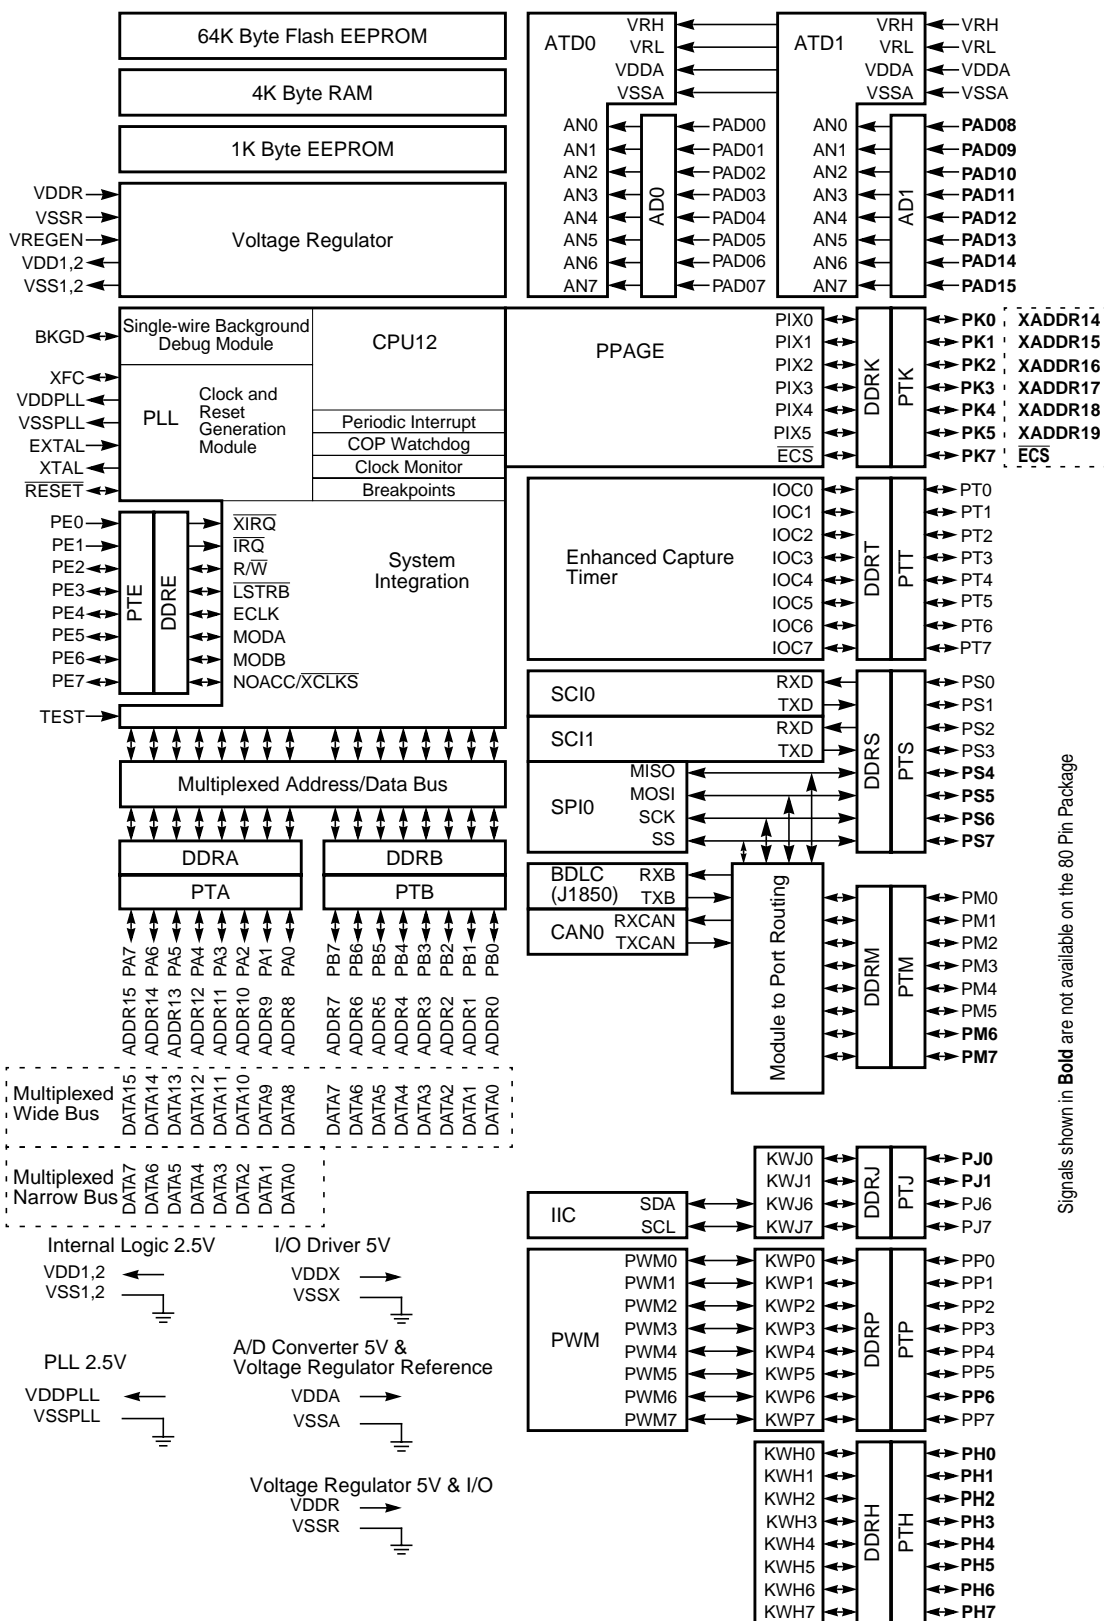 64K Byte Flash EEPROM
4K Byte RAM
1K Byte EEPROM
VDDR
VSSR
VREGEN
VDD1,2
VSS1,2
Voltage Regulator
ATD0
VRH
VRL
VDDA
VSSA
AN0
AN1
AN2
AN3
AN4
AN5
AN6
AN7
AD0
PAD00
PAD01
PAD02
PAD03
PAD04
PAD05
PAD06
PAD07
ATD1
VRH
VRL
VDDA
VSSA
VRH
VRL
VDDA
VSSA
AN0
AN1
AN2
AN3
AN4
AN5
AN6
AN7
AD1
PAD08
PAD09
PAD10
PAD11
PAD12
PAD13
PAD14
PAD15
BKGD
XFC
VDDPLL
VSSPLL
EXTAL
XTAL
RESET
Single-wire Background
Debug Module
PLL
Clock and
Reset
Generation
Module
CPU12
Periodic Interrupt
COP Watchdog
Clock Monitor
Breakpoints
PPAGE
PIX0
PIX1
PIX2
PIX3
PIX4
PIX5
ECS
DDRK
PTK
PK0
PK1
PK2
PK3
PK4
PK5
PK7
XADDR14
XADDR15
XADDR16
XADDR17
XADDR18
XADDR19
ECS
PE0
PE1
PE2
PE3
PE4
PE5
PE6
PE7
TEST
PTE
DDRE
XIRQ
IRQ
R/W
LSTRB
ECLK
MODA
MODB
NOACC/XCLKS
System
Integration
Enhanced Capture
Timer
IOC0
IOC1
IOC2
IOC3
IOC4
IOC5
IOC6
IOC7
DDRT
PTT
PT0
PT1
PT2
PT3
PT4
PT5
PT6
PT7
SCI0
RXD
TXD
SCI1
RXD
TXD
SPI0
MISO
MOSI
SCK
SS
DDRS
PTS
PS0
PS1
PS2
PS3
PS4
PS5
PS6
PS7
Multiplexed Address/Data Bus
DDRA
PTA
DDRB
PTB
PA7
PA6
PA5
PA4
PA3
PA2
PA1
PA0
PB7
PB6
PB5
PB4
PB3
PB2
PB1
PB0
ADDR15
ADDR14
ADDR13
ADDR12
ADDR11
ADDR10
ADDR9
ADDR8
ADDR7
ADDR6
ADDR5
ADDR4
ADDR3
ADDR2
ADDR1
ADDR0
Multiplexed
Wide Bus
DATA15
DATA14
DATA13
DATA12
DATA11
DATA10
DATA9
DATA8
DATA7
DATA6
DATA5
DATA4
DATA3
DATA2
DATA1
DATA0
Multiplexed
Narrow Bus
DATA7
DATA6
DATA5
DATA4
DATA3
DATA2
DATA1
DATA0
BDLC
(J1850)
RXB
TXB
CAN0
RXCAN
TXCAN
Module to Port Routing
DDRM
PTM
PM0
PM1
PM2
PM3
PM4
PM5
PM6
PM7
Signals shown in Bold are not available on the 80 Pin Package
IIC
SDA
SCL
KWJ0
KWJ1
KWJ6
KWJ7
DDRJ
PTJ
PJ0
PJ1
PJ6
PJ7
PWM
PWM0
PWM1
PWM2
PWM3
PWM4
PWM5
PWM6
PWM7
KWP0
KWP1
KWP2
KWP3
KWP4
KWP5
KWP6
KWP7
DDRP
PTP
PP0
PP1
PP2
PP3
PP4
PP5
PP6
PP7
KWH0
KWH1
KWH2
KWH3
KWH4
KWH5
KWH6
KWH7
DDRH
PTH
PH0
PH1
PH2
PH3
PH4
PH5
PH6
PH7
Internal Logic 2.5V
VDD1,2
VSS1,2
I/O Driver 5V
VDDX
VSSX
PLL 2.5V
VDDPLL
VSSPLL
A/D Converter 5V &
Voltage Regulator Reference
VDDA
VSSA
Voltage Regulator 5V & I/O
VDDR
VSSR